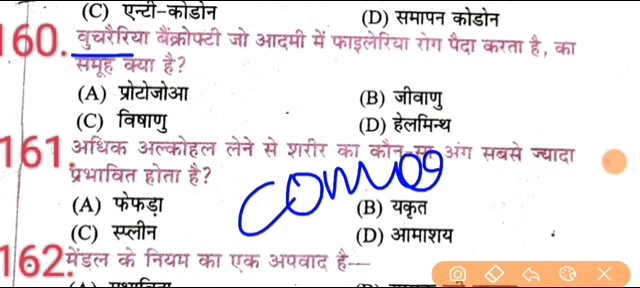 (C) एन्टी-कोडोन (D) समापन कोडोन
160. वुचरैरिया बैंक्रोफ्टी जो आदमी में फाइलेरिया रोग पैदा करता है, का
समूह क्या है?
(A) प्रोटोजोआ (B) जीवाणु
(C) विषाणु (D) हेलमिन्थ
161. अधिक अल्कोहल लेने से शरीर का कौन-सा अंग सबसे ज्यादा
प्रभावित होता है?
(A) फेफड़ा (B) यकृत
(C) स्प्लीन (D) आमाशय
162. मेंडल के नियम का एक अपवाद है—